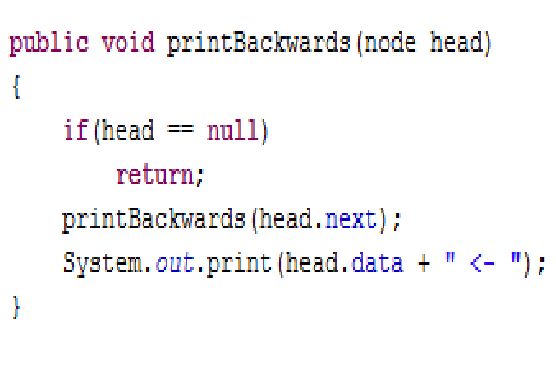 public void printBackwards(node head)
{
    if(head == null)
        return;
    printBackwards(head.next);
    System.out.print(head.data + " <- ");
}